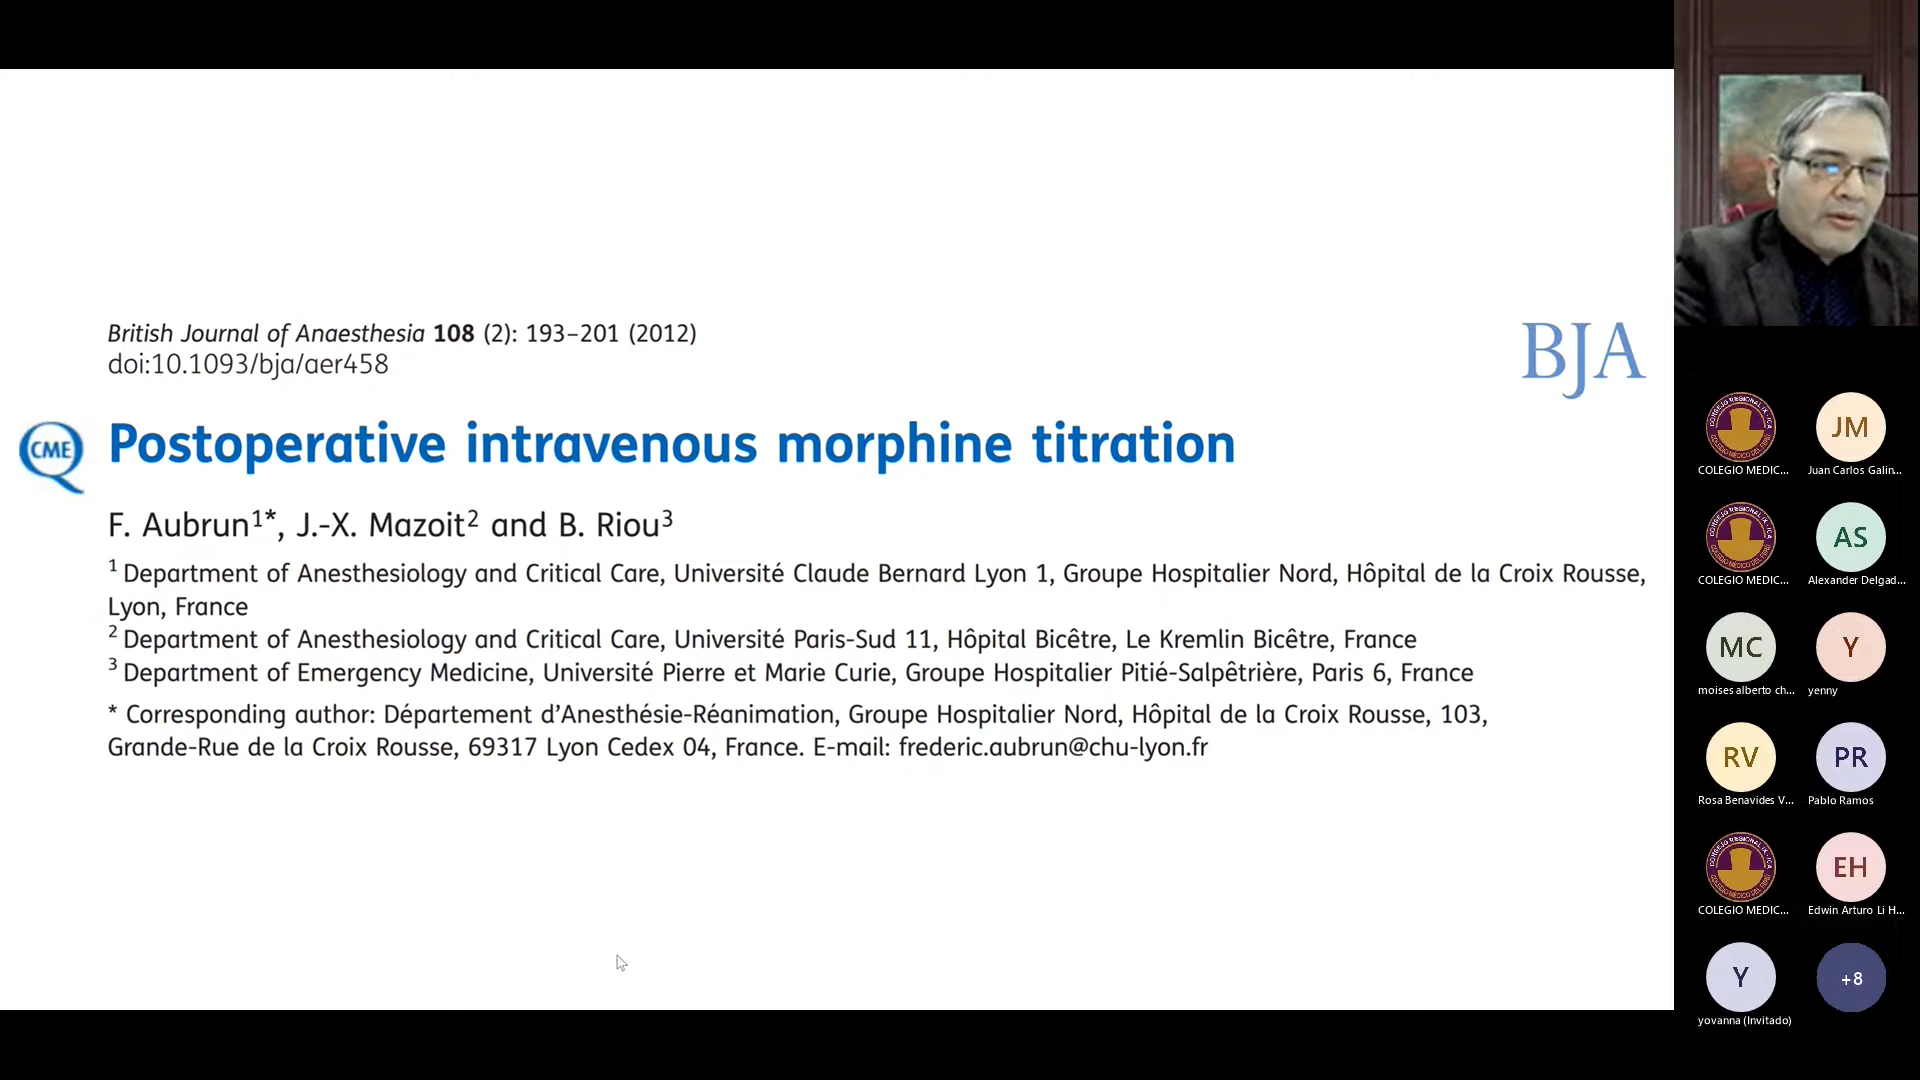 British Journal of Anaesthesia 108 (2): 193–201 (2012)
doi:10.1093/bja/aer458
BJA
CME
Postoperative intravenous morphine titration
F. Aubrun1*, J.-X. Mazoit2 and B. Riou3
1 Department of Anesthesiology and Critical Care, Université Claude Bernard Lyon 1, Groupe Hospitalier Nord, Hôpital de la Croix Rousse,
Lyon, France
2 Department of Anesthesiology and Critical Care, Université Paris-Sud 11, Hôpital Bicêtre, Le Kremlin Bicêtre, France
3 Department of Emergency Medicine, Université Pierre et Marie Curie, Groupe Hospitalier Pitié-Salpêtrière, Paris 6, France
* Corresponding author: Département d'Anesthésie-Réanimation, Groupe Hospitalier Nord, Hôpital de la Croix Rousse, 103,
Grande-Rue de la Croix Rousse, 69317 Lyon Cedex 04, France. E-mail: frederic.aubrun@chu-lyon.fr
COLEGIO MEDIC...
JM
Juan Carlos Galin...
COLEGIO MEDIC...
AS
Alexander Delgad...
MC
moises alberto ch...
Y
yenny
RV
Rosa Benavides V...
PR
Pablo Ramos
COLEGIO MEDIC...
EH
Edwin Arturo Li H...
Y
yovanna (Invitado)
+8